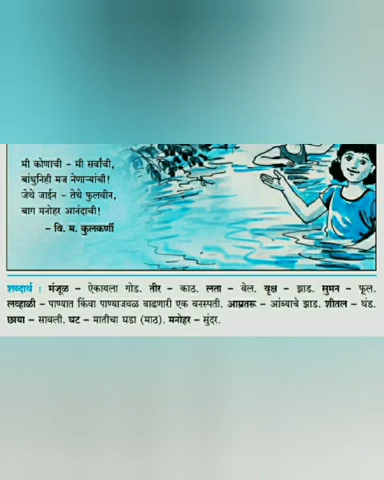 मी कोणाची – मी सर्वांची,
बांधुनिही मज नेणाऱ्यांची!
जेथे जाईन – तेथे फुलवीन,
बाग मनोहर आनंदाची!
– वि. म. कुलकर्णी
शब्दार्थ : मंजूळ – ऐकायला गोड. तीर – काठ. लता – वेल. वृक्ष – झाड. सुमन – फूल.
लव्हाळी – पाण्यात किंवा पाण्याजवळ वाढणारी एक वनस्पती. आम्रतरू – आंब्याचे झाड. शीतल – थंड.
छाया – सावली. घट – मातीचा घडा (माठ). मनोहर – सुंदर.